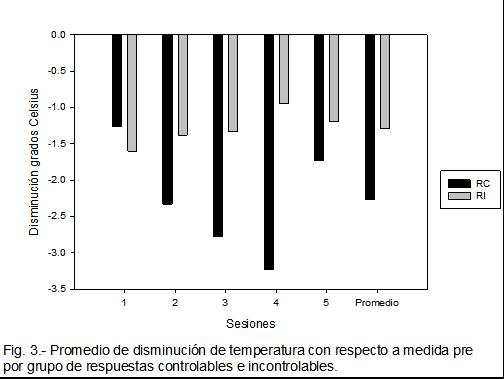 0.0
-0.5
-1.0
-1.5
-2.0
-2.5
-3.0
-3.5
Disminución grados Celsius
1 2 3 4 5 Promedio
Sesiones
RC
RI
Fig. 3.- Promedio de disminución de temperatura con respecto a medida pre
por grupo de respuestas controlables e incontrolables.